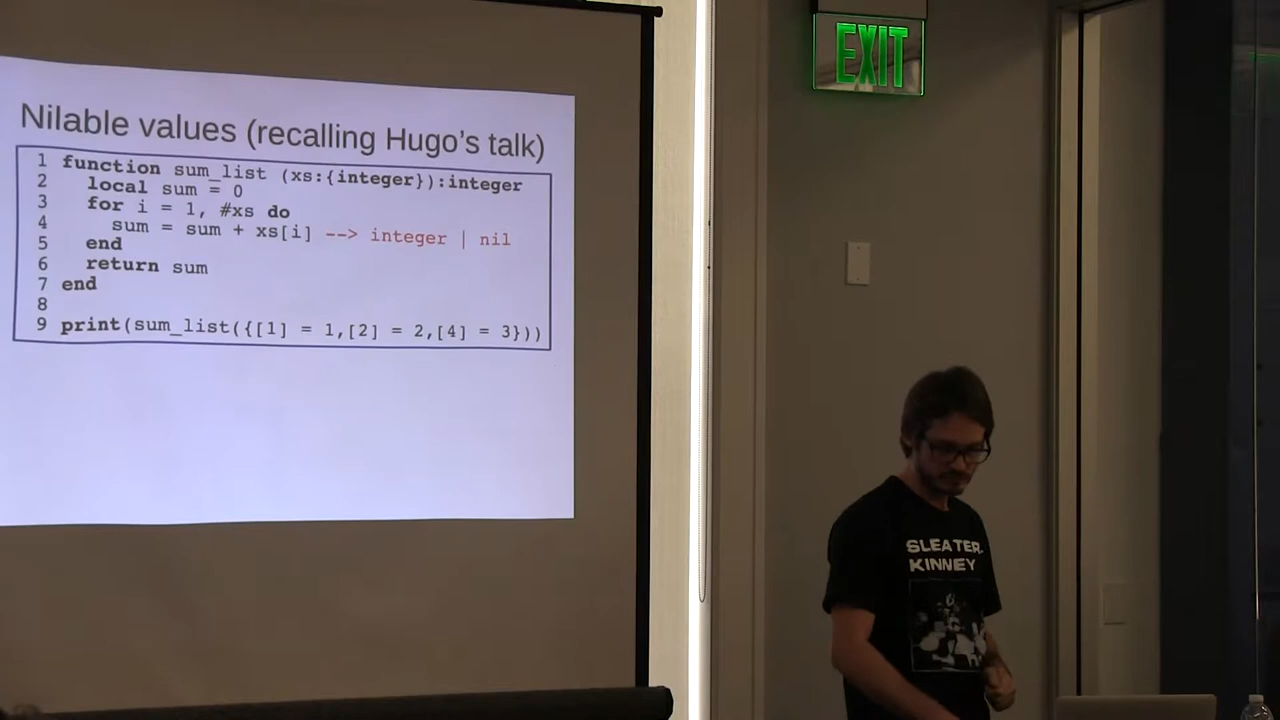 Nilable values (recalling Hugo's talk)
1 function sum_list (xs:{integer}):integer
2 local sum = 0
3 for i = 1, #xs do
4 sum = sum + xs[i] --> integer | nil
5 end
6 return sum
7 end
8
9 print(sum_list({[1] = 1,[2] = 2,[4] = 3}))
EXIT
SLEATER-
KINNEY